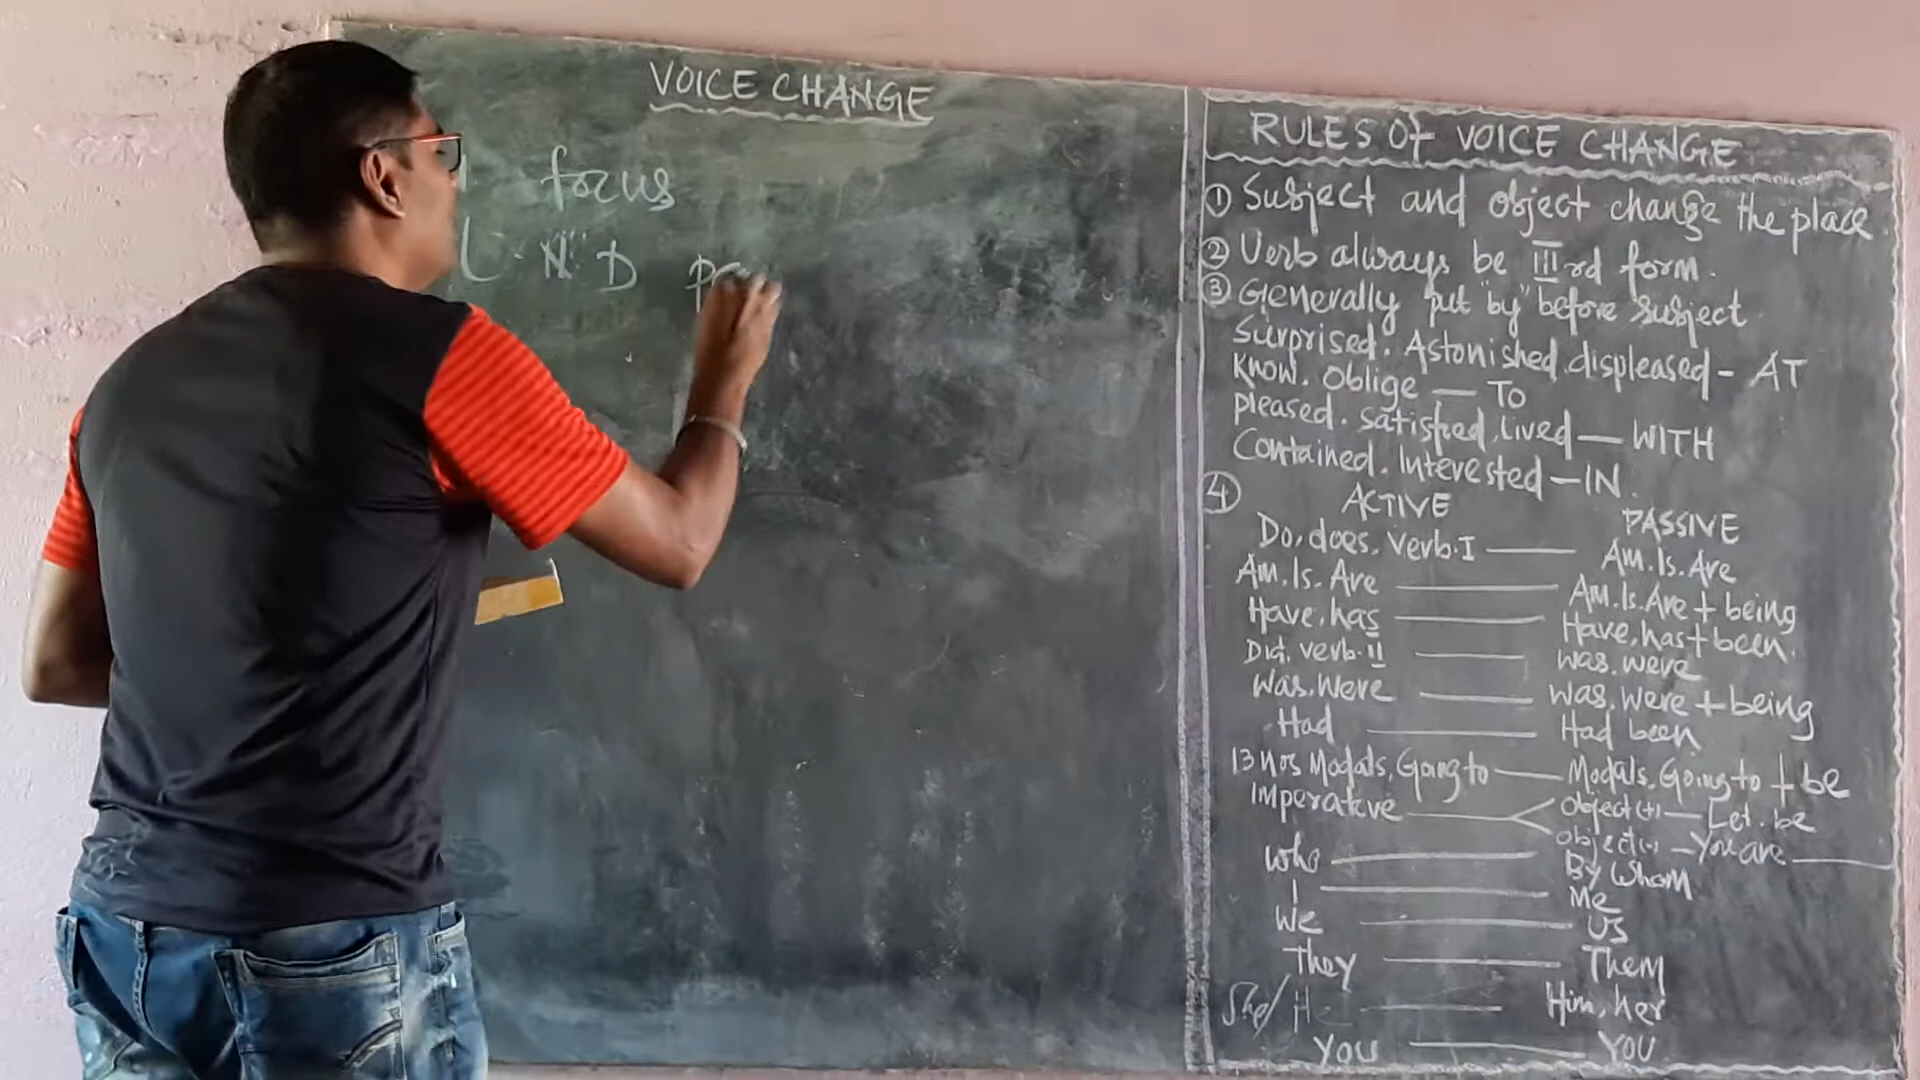 VOICE CHANGE
focus
D
RULES Of VOICE CHANGE
① Subject and object change the place.
② Verb always be IIIrd form.
③ Generally put "by" before subject
Surprised. Astonished. displeased - AT
Know. Oblige — To
pleased. satisfied, Lived — WITH
Contained. Interested — IN.
④ ACTIVE PASSIVE
Do, does, Verb.I — Am. Is. Are
Am. Is. Are — Am. Is. Are + being
Have, has — Have, has + been.
Did. verb.II — was. were
Was. Were — was. were + being
Had — Had been
13 nos Modals, Going to — Modals. Going to + be
Imperative — Object(+) — Let. be
object(-) — You are
Who — By Whom
I — Me
We — Us
They — Them
She/ H — Him, her
You — YOU